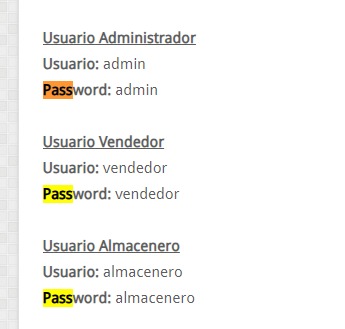 Usuario Administrador
Usuario: admin
Password: admin
Usuario Vendedor
Usuario: vendedor
Password: vendedor
Usuario Almacenero
Usuario: almacenero
Password: almacenero